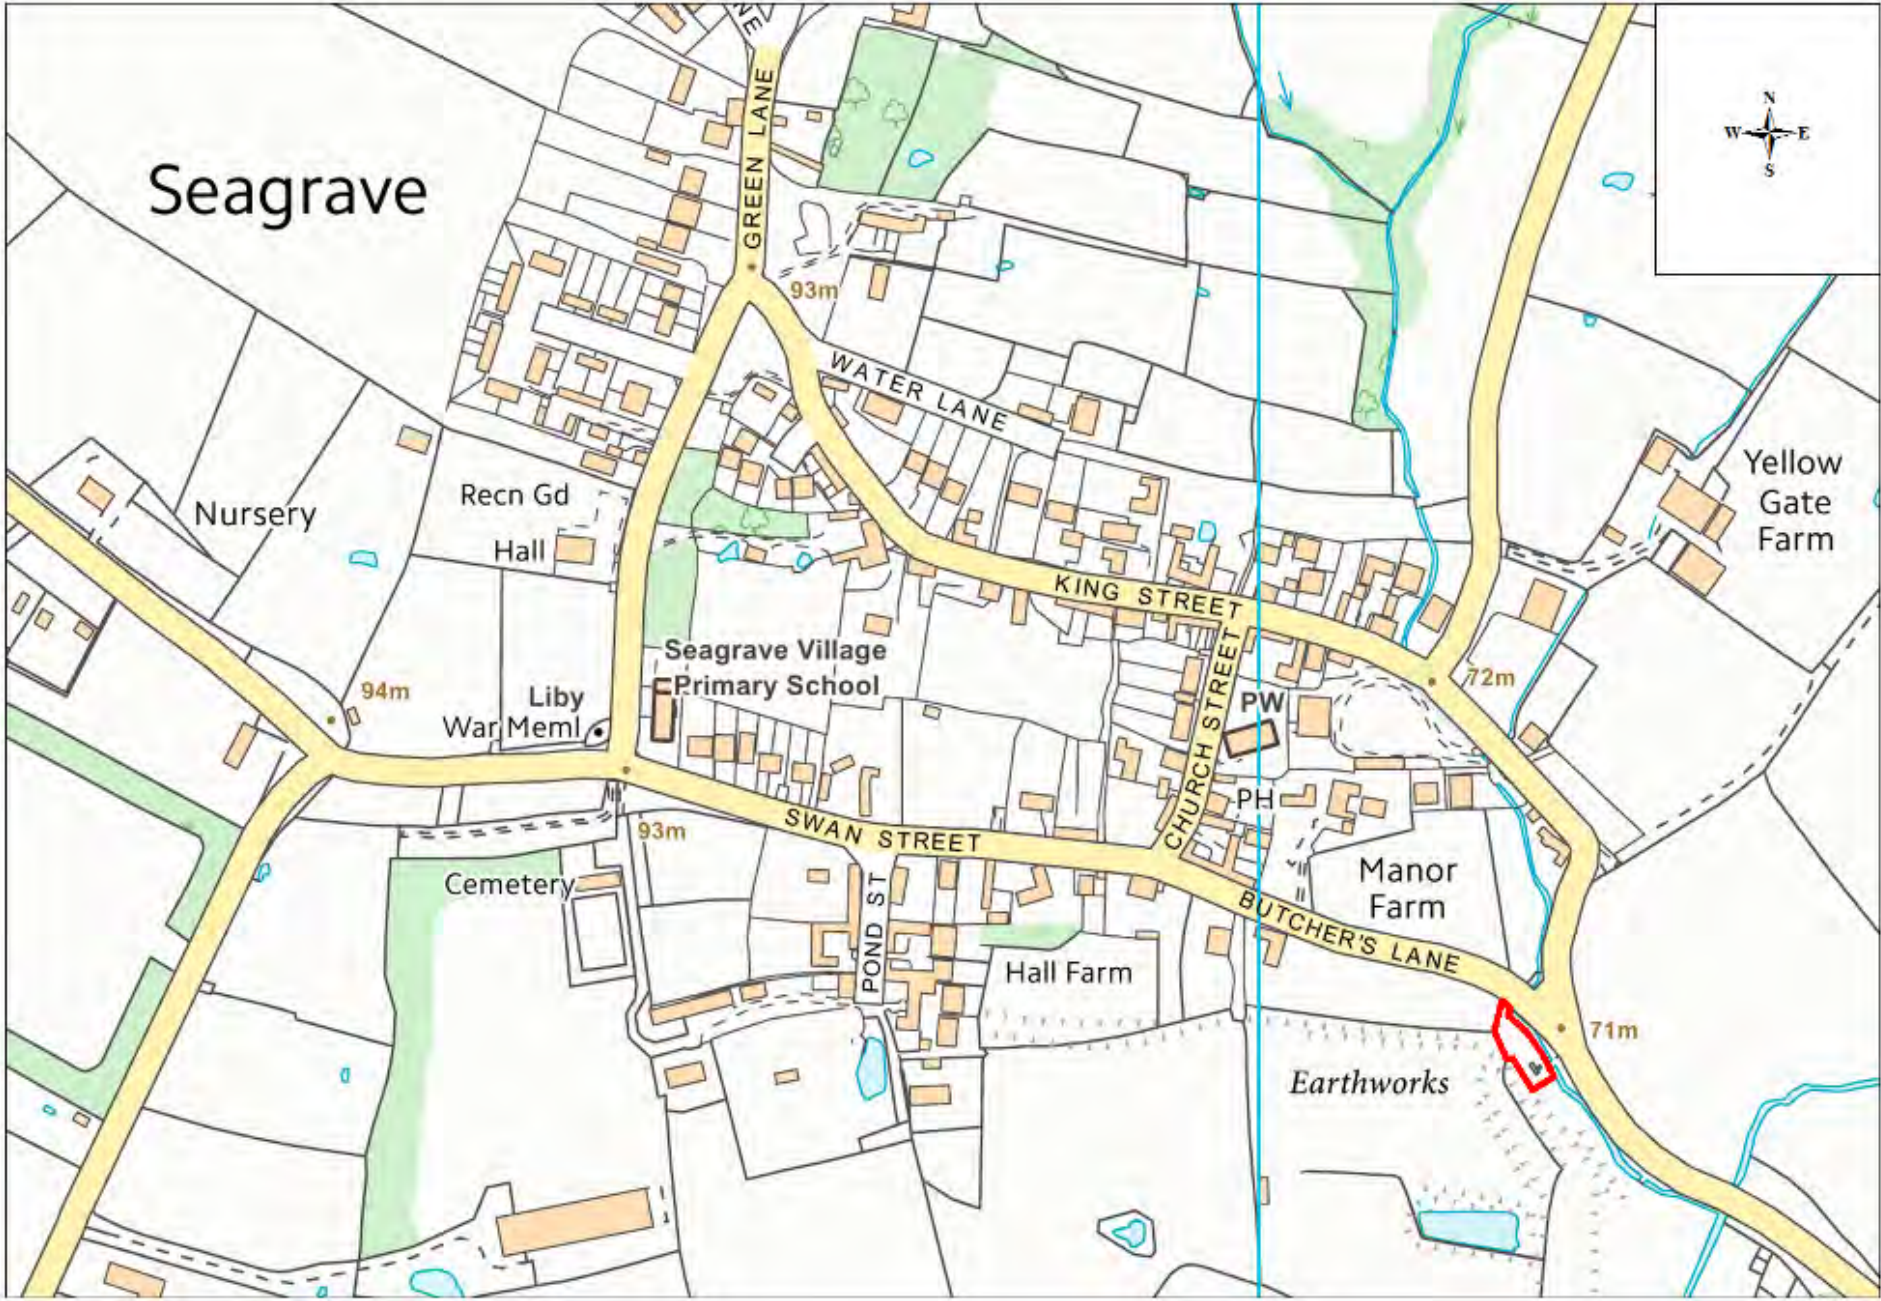 NE
N
W E
S
GREEN LANE
Seagrave
93m
WATER LANE
Yellow
Gate
Farm
Recn Gd
Nursery
Hall
KING STREET
Seagrave Village
Primary School
72m
94m
Liby
War Meml
CHURCH STREET
PW
PH
93m
SWAN STREET
Manor
Farm
Cemetery
POND ST
BUTCHER'S LANE
Hall Farm
71m
Earthworks